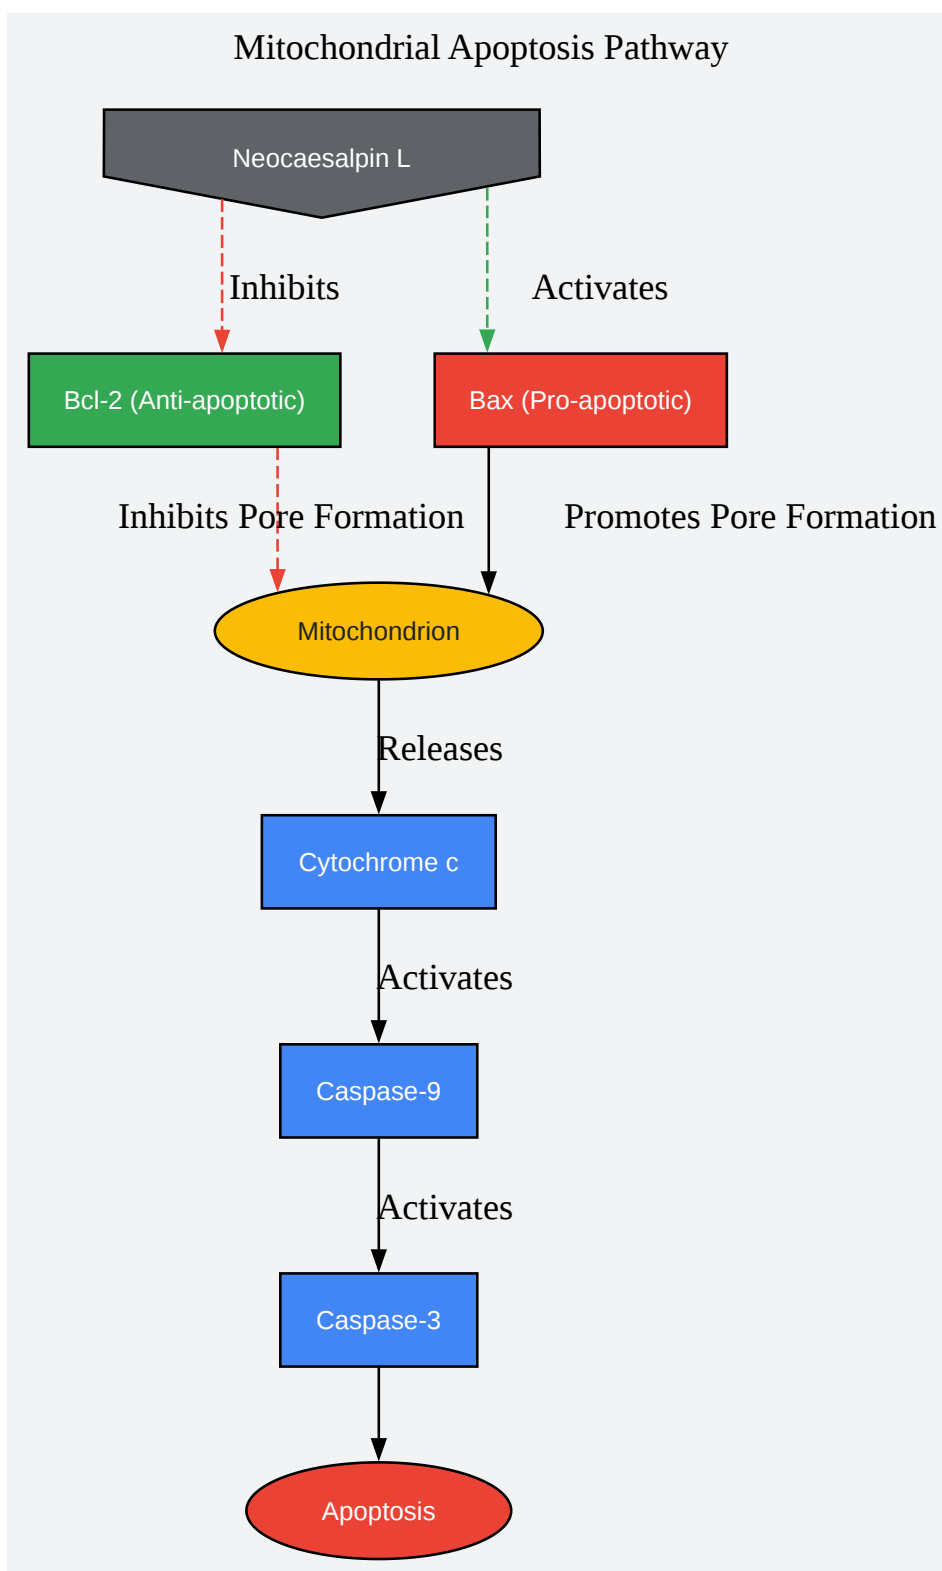 Mitochondrial Apoptosis Pathway
Neocaesalpin L
Inhibits
Activates
Bcl-2 (Anti-apoptotic)
Bax (Pro-apoptotic)
Inhibits Pore Formation
Promotes Pore Formation
Mitochondrion
Releases
Cytochrome c
Activates
Caspase-9
Activates
Caspase-3
Apoptosis